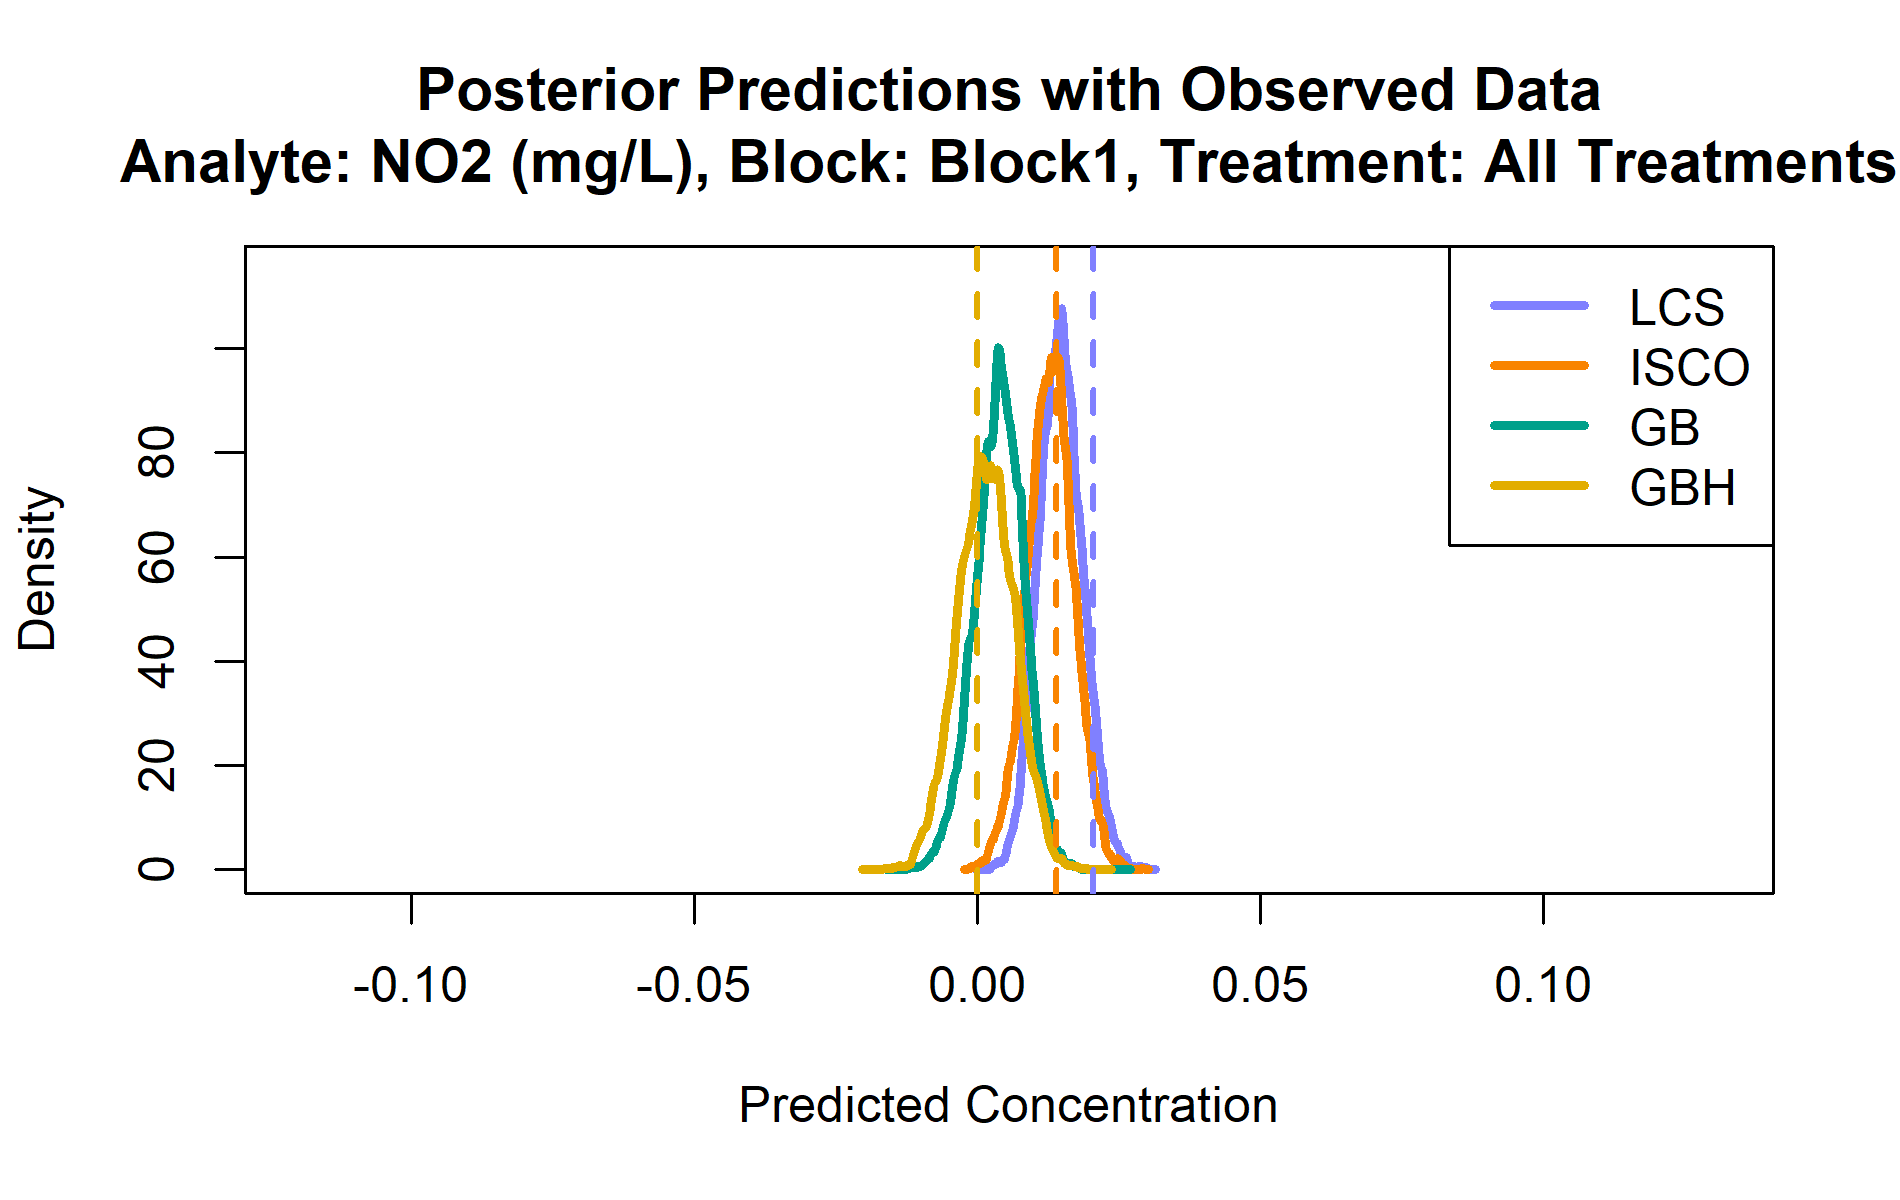 Posterior Predictions with Observed Data
Analyte: NO2 (mg/L), Block: Block1, Treatment: All Treatments
LCS
ISCO
GB
GBH
Density
80
60
40
20
0
-0.10
-0.05
0.00
0.05
0.10
Predicted Concentration